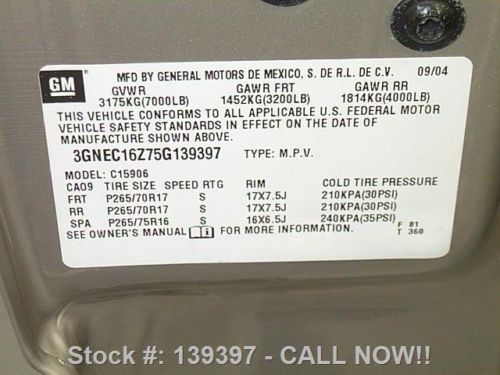 GM
MFD BY GENERAL MOTORS DE MEXICO, S. DE R.L. DE C.V. 09/04
GVWR GAWR FRT GAWR RR
3175KG(7000LB) 1452KG(3200LB) 1814KG(4000LB)
THIS VEHICLE CONFORMS TO ALL APPLICABLE U.S. FEDERAL MOTOR
VEHICLE SAFETY STANDARDS IN EFFECT ON THE DATE OF
MANUFACTURE SHOWN ABOVE.
3GNEC16Z75G139397 TYPE: M.P.V.
MODEL: C15906
CA09 TIRE SIZE SPEED RTG RIM COLD TIRE PRESSURE
FRT P265/70R17 S 17X7.5J 210KPA(30PSI)
RR P265/70R17 S 17X7.5J 210KPA(30PSI)
SPA P265/75R16 S 16X6.5J 240KPA(35PSI)
SEE OWNER'S MANUAL i FOR MORE INFORMATION.
F 81
T 360
Stock #: 139397 - CALL NOW!!